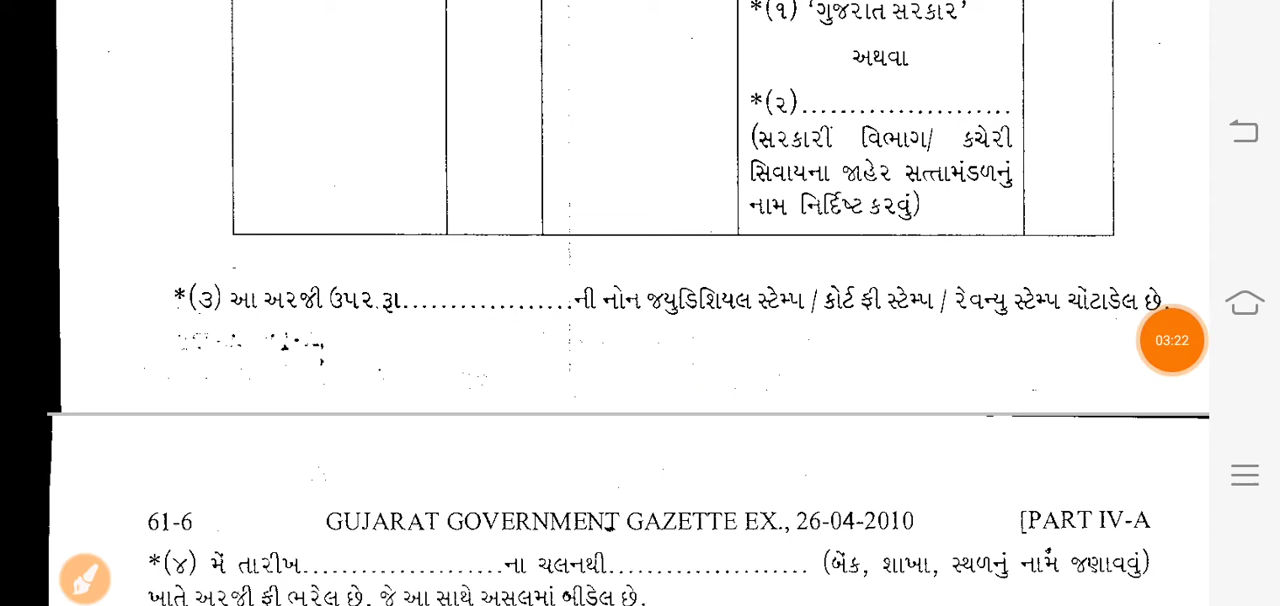 *(૧) ‘ગુજરાત સરકાર’
અથવા
*(૨)......................
(સરકારીં વિભાગ/ કચેરી
સિવાયના જાહેર સત્તામંડળનું
નામ નિર્દિષ્ટ કરવું)
*(૩) આ અરજી ઉપર રૂા..................ની નોન જયુડિશિયલ સ્ટેમ્પ / કોર્ટ ફી સ્ટેમ્પ / રેવન્યુ સ્ટેમ્પ ચોંટાડેલ છે.
03:22
61-6 GUJARAT GOVERNMENT GAZETTE EX., 26-04-2010 [PART IV-A
*(૪) મેં તારીખ.....................ના ચલનથી..................... (બેંક, શાખા, સ્થળનું નામ જણાવવું)
ખાતે અરજી ફી ભરેલ છે. જે આ સાથે અસલમાં બીડેલ છે.